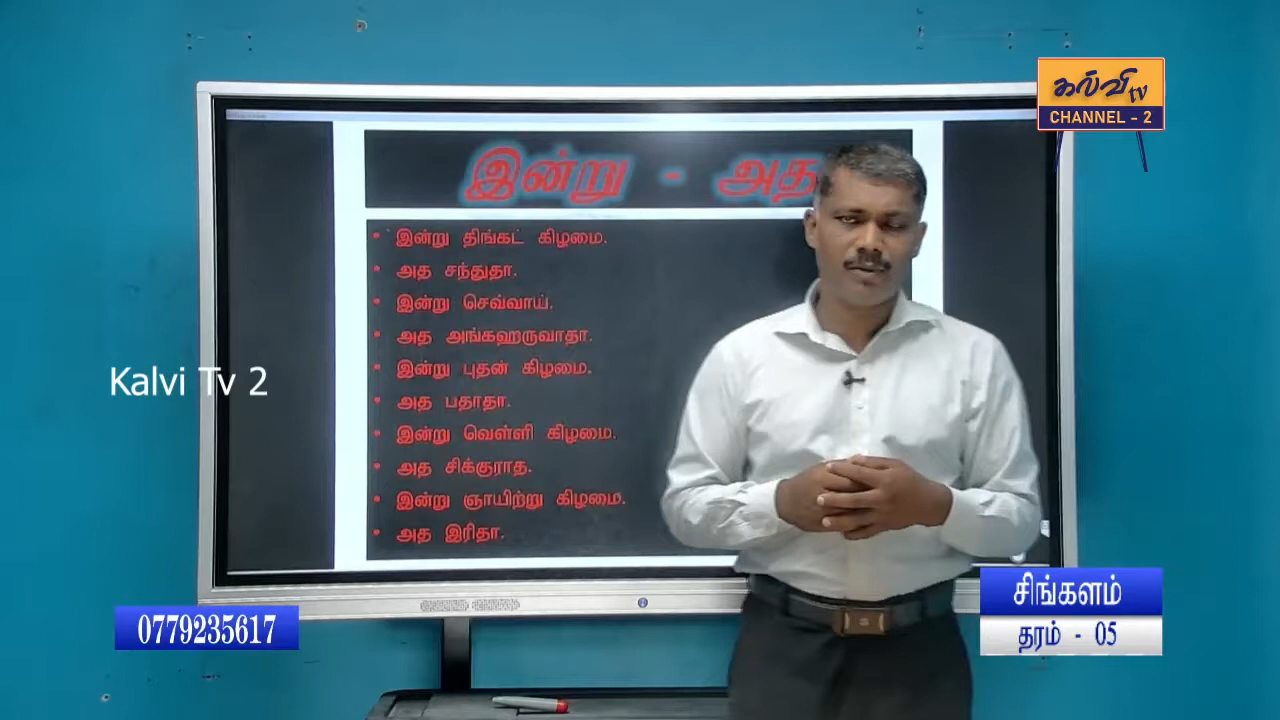 கல்வி tv
CHANNEL - 2
இன்று - அத
இன்று திங்கட் கிழமை.
அத சந்துதா.
இன்று செவ்வாய்.
அத அங்கஹருவாதா.
இன்று புதன் கிழமை.
அத பதாதா.
இன்று வெள்ளி கிழமை.
அத சிக்குராத.
இன்று ஞாயிற்று கிழமை.
அத இரிதா.
Kalvi Tv 2
0779235617
சிங்களம்
தரம் - 05